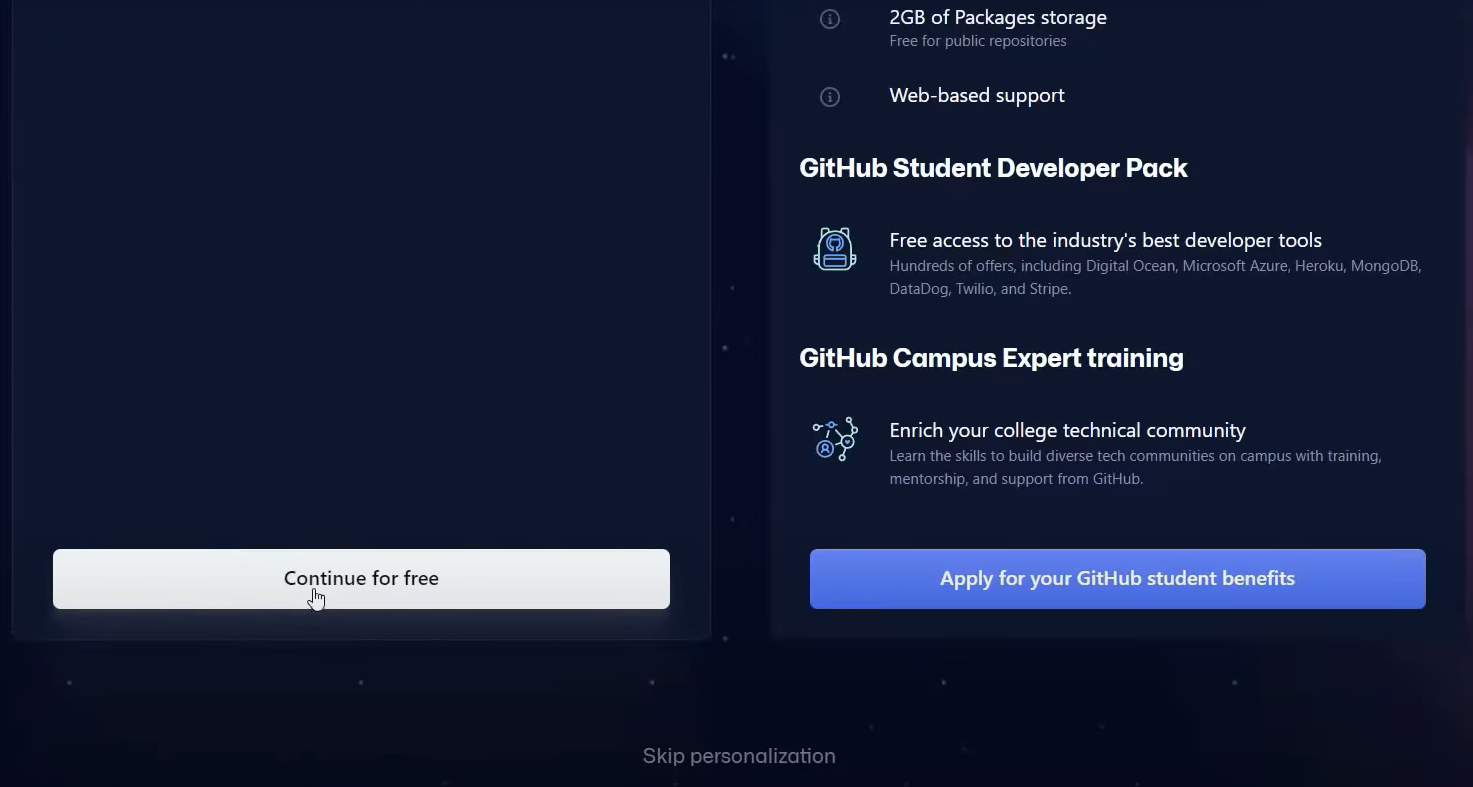 2GB of Packages storage
Free for public repositories
Web-based support
GitHub Student Developer Pack
Free access to the industry's best developer tools
Hundreds of offers, including Digital Ocean, Microsoft Azure, Heroku, MongoDB,
DataDog, Twilio, and Stripe.
GitHub Campus Expert training
Enrich your college technical community
Learn the skills to build diverse tech communities on campus with training,
mentorship, and support from GitHub.
Continue for free
Apply for your GitHub student benefits
Skip personalization